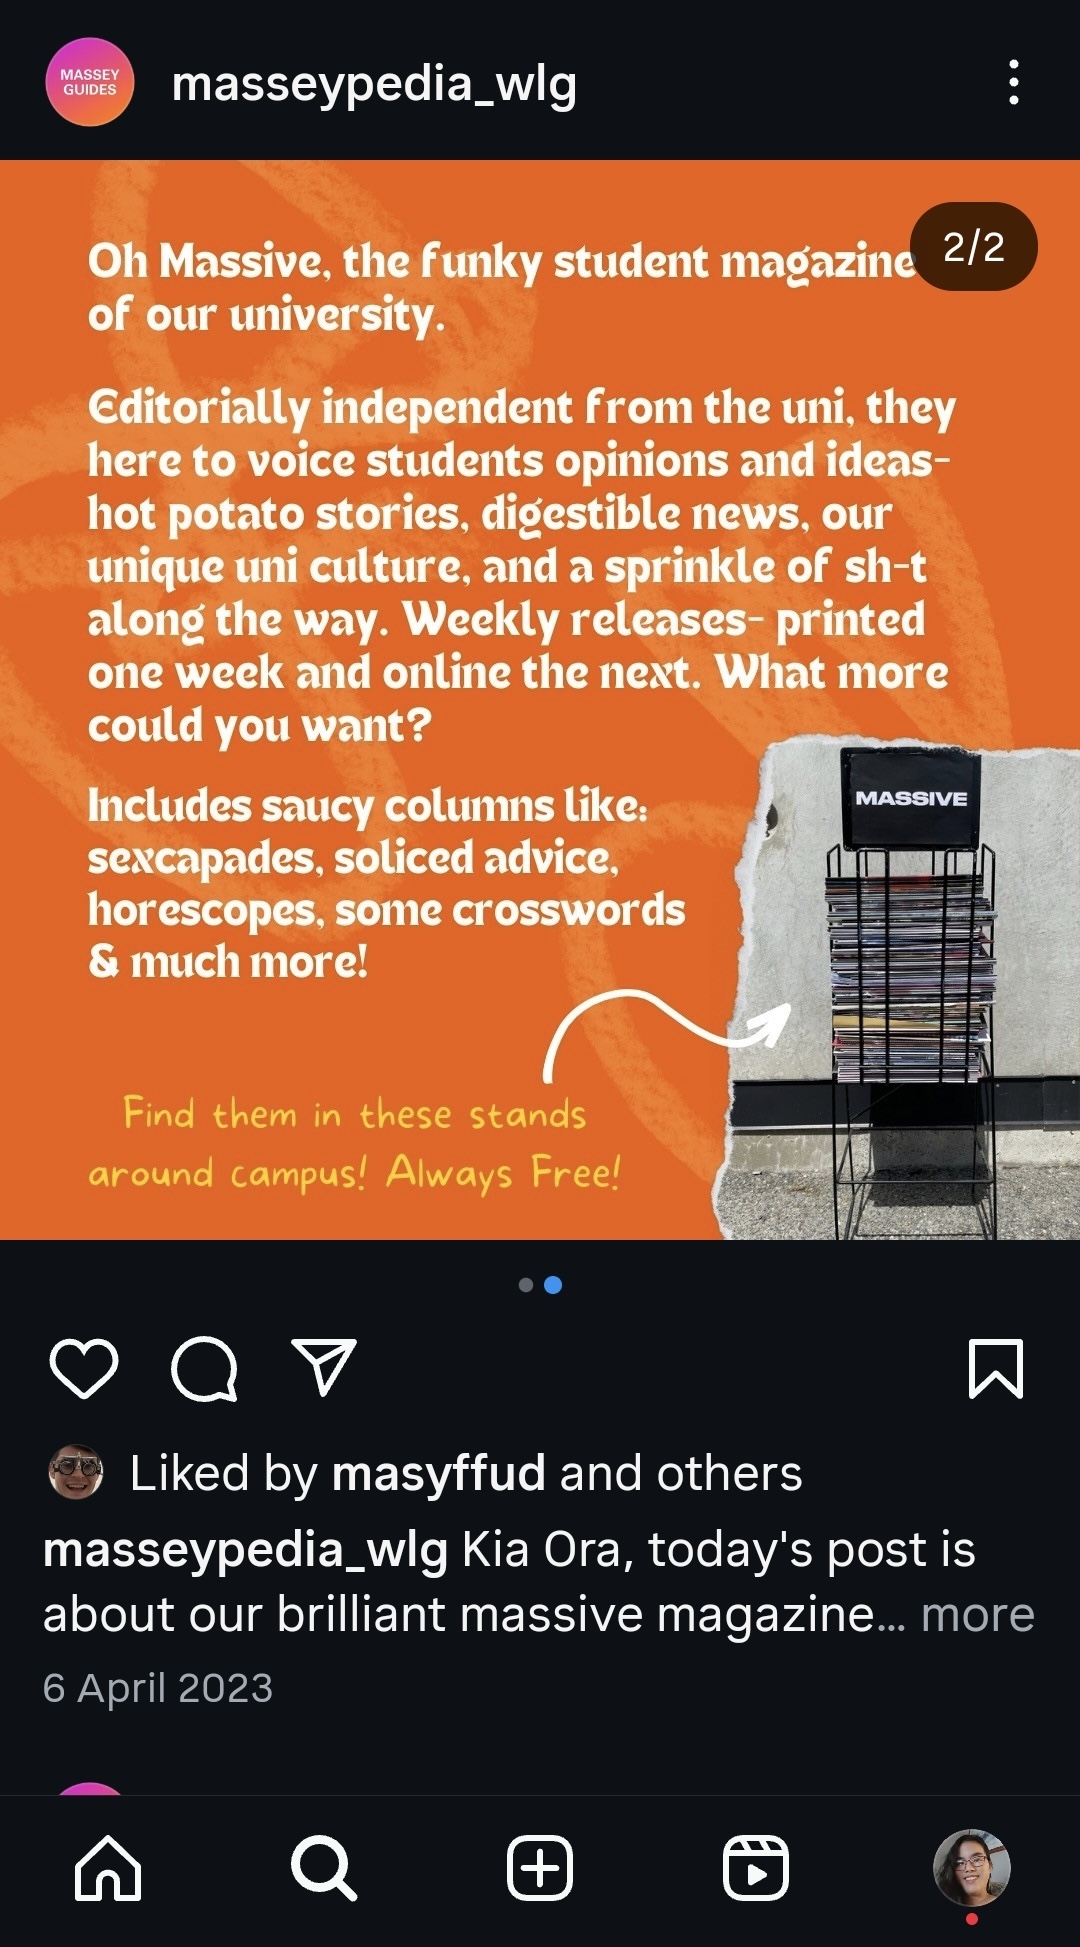 MASSEY
GUIDES
masseypedia_wlg
2/2
Oh Massive, the funky student magazine
of our university.
Editorially independent from the uni, they
here to voice students opinions and ideas-
hot potato stories, digestible news, our
unique uni culture, and a sprinkle of sh-t
along the way. Weekly releases- printed
one week and online the next. What more
could you want?
Includes saucy columns like:
sexcapades, soliced advice,
horescopes, some crosswords
& much more!
MASSIVE
Find them in these stands
around campus! Always Free!
Liked by masyffud and others
masseypedia_wlg Kia Ora, today's post is
about our brilliant massive magazine... more
6 April 2023